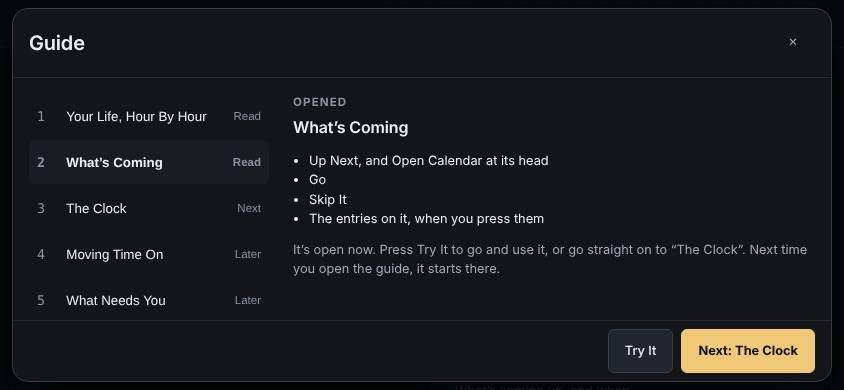 Guide
×
1 Your Life, Hour By Hour Read
2 What's Coming Read
3 The Clock Next
4 Moving Time On Later
5 What Needs You Later
OPENED
What's Coming
• Up Next, and Open Calendar at its head
• Go
• Skip It
• The entries on it, when you press them
It's open now. Press Try It to go and use it, or go straight on to “The Clock”. Next time
you open the guide, it starts there.
Try It
Next: The Clock